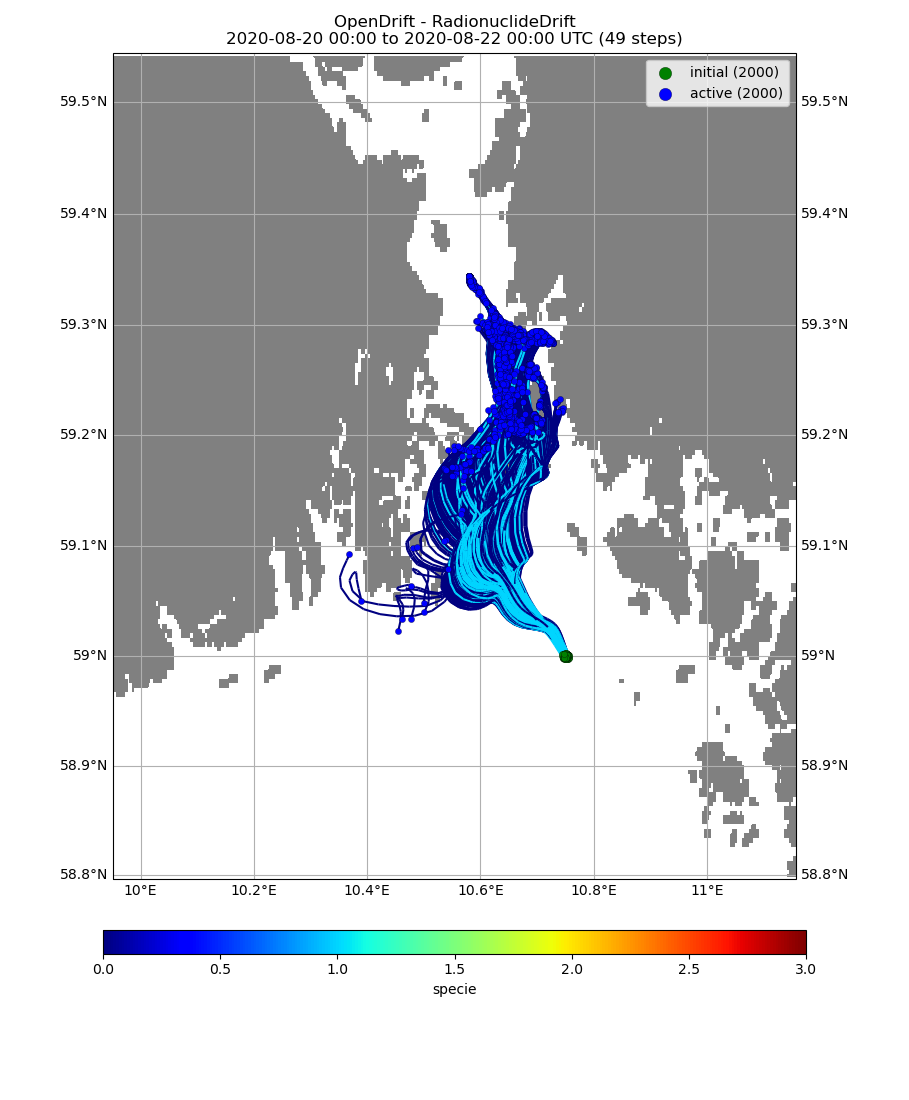 OpenDrift - RadionuclideDrift
2020-08-20 00:00 to 2020-08-22 00:00 UTC (49 steps)
initial (2000)
active (2000)
59.5°N 59.5°N
59.4°N 59.4°N
59.3°N 59.3°N
59.2°N 59.2°N
59.1°N 59.1°N
59°N 59°N
58.9°N 58.9°N
58.8°N 58.8°N
10°E 10.2°E 10.4°E 10.6°E 10.8°E 11°E
0.0 0.5 1.0 1.5 2.0 2.5 3.0
specie